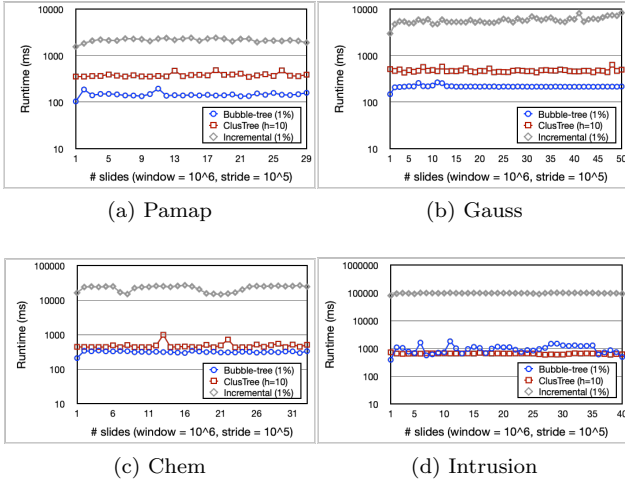 10000
1000
100
10
Runtime (ms)
Bubble-tree (1%)
ClusTree (h=10)
Incremental (1%)
1 5 9 13 17 21 25 29
# slides (window = 10^6, stride = 10^5)
(a) Pamap
10000
1000
100
10
Runtime (ms)
Bubble-tree (1%)
ClusTree (h=10)
Incremental (1%)
1 5 10 15 20 25 30 35 40 45 50
# slides (window = 10^6, stride = 10^5)
(b) Gauss
100000
10000
1000
100
10
Runtime (ms)
Bubble-tree (1%)
ClusTree (h=10)
Incremental (1%)
1 6 11 16 21 26 31
# slides (window = 10^6, stride = 10^5)
(c) Chem
1000000
100000
10000
1000
100
10
Runtime (ms)
Bubble-tree (1%)
ClusTree (h=10)
Incremental (1%)
1 5 10 15 20 25 30 35 40
# slides (window = 10^6, stride = 10^5)
(d) Intrusion